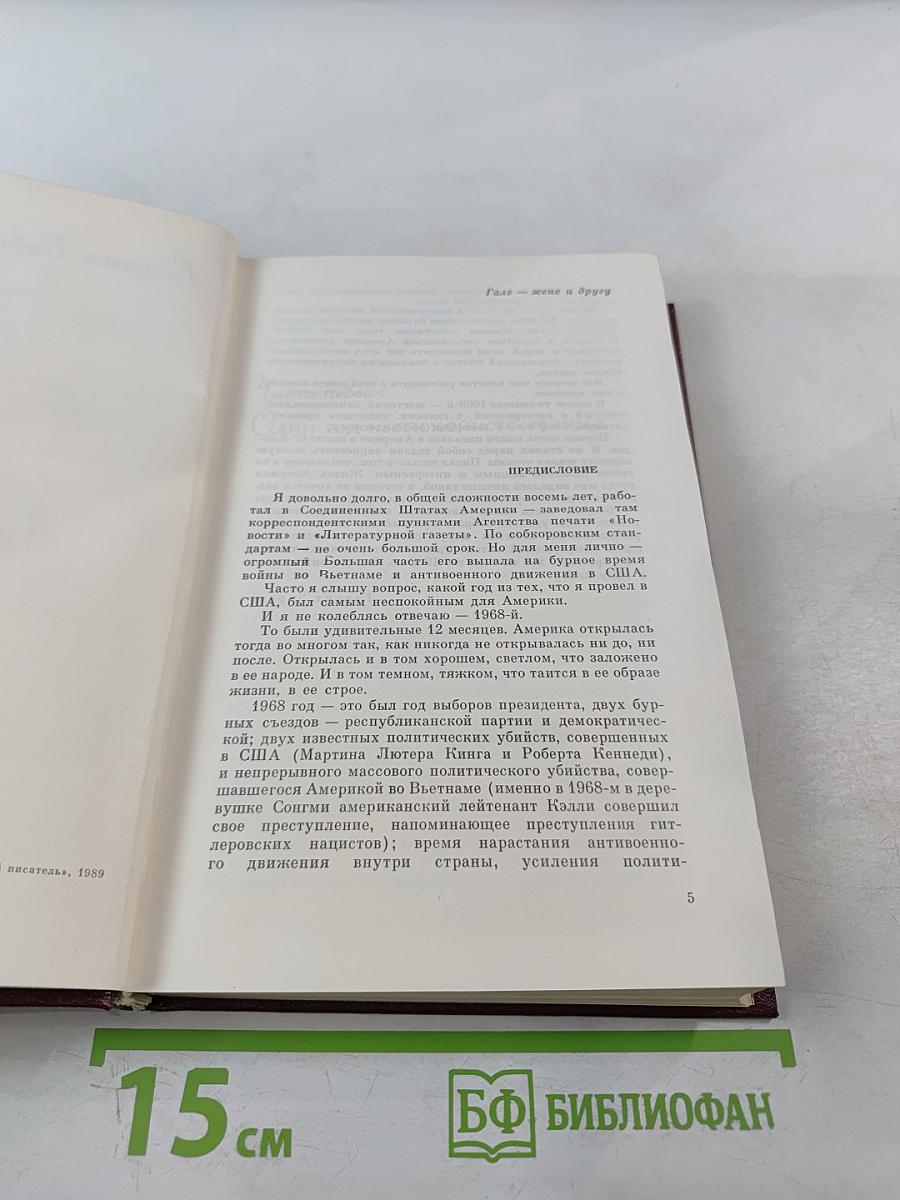 Гале — жене и другу
ПРЕДИСЛОВИЕ
Я довольно долго, в общей сложности восемь лет, рабо-
тал в Соединенных Штатах Америки — заведовал там
корреспондентскими пунктами Агентства печати «Но-
вости» и «Литературной газеты». По собкоровским стан-
дартам — не очень большой срок. Но для меня лично —
огромный Большая часть его выпала на бурное время
войны во Вьетнаме и антивоенного движения в США.
Часто я слышу вопрос, какой год из тех, что я провел в
США, был самым неспокойным для Америки.
И я не колеблясь отвечаю — 1968-й.
То были удивительные 12 месяцев. Америка открылась
тогда во многом так, как никогда не открывалась ни до, ни
после. Открылась и в том хорошем, светлом, что заложено
в ее народе. И в том темном, тяжком, что таится в ее образе
жизни, в ее строе.
1968 год — это был год выборов президента, двух бур-
ных съездов — республиканской партии и демократичес-
кой; двух известных политических убийств, совершенных
в США (Мартина Лютера Кинга и Роберта Кеннеди),
и непрерывного массового политического убийства, совер-
шавшегося Америкой во Вьетнаме (именно в 1968-м в дере-
вушке Сонгми американский лейтенант Кэлли совершил
свое преступление, напоминающее преступления гит-
леровских нацистов); время нарастания антивоенно-
го движения внутри страны, усиления полити-
5
й писатель», 1989
15 см
БФ БИБЛИОФАН